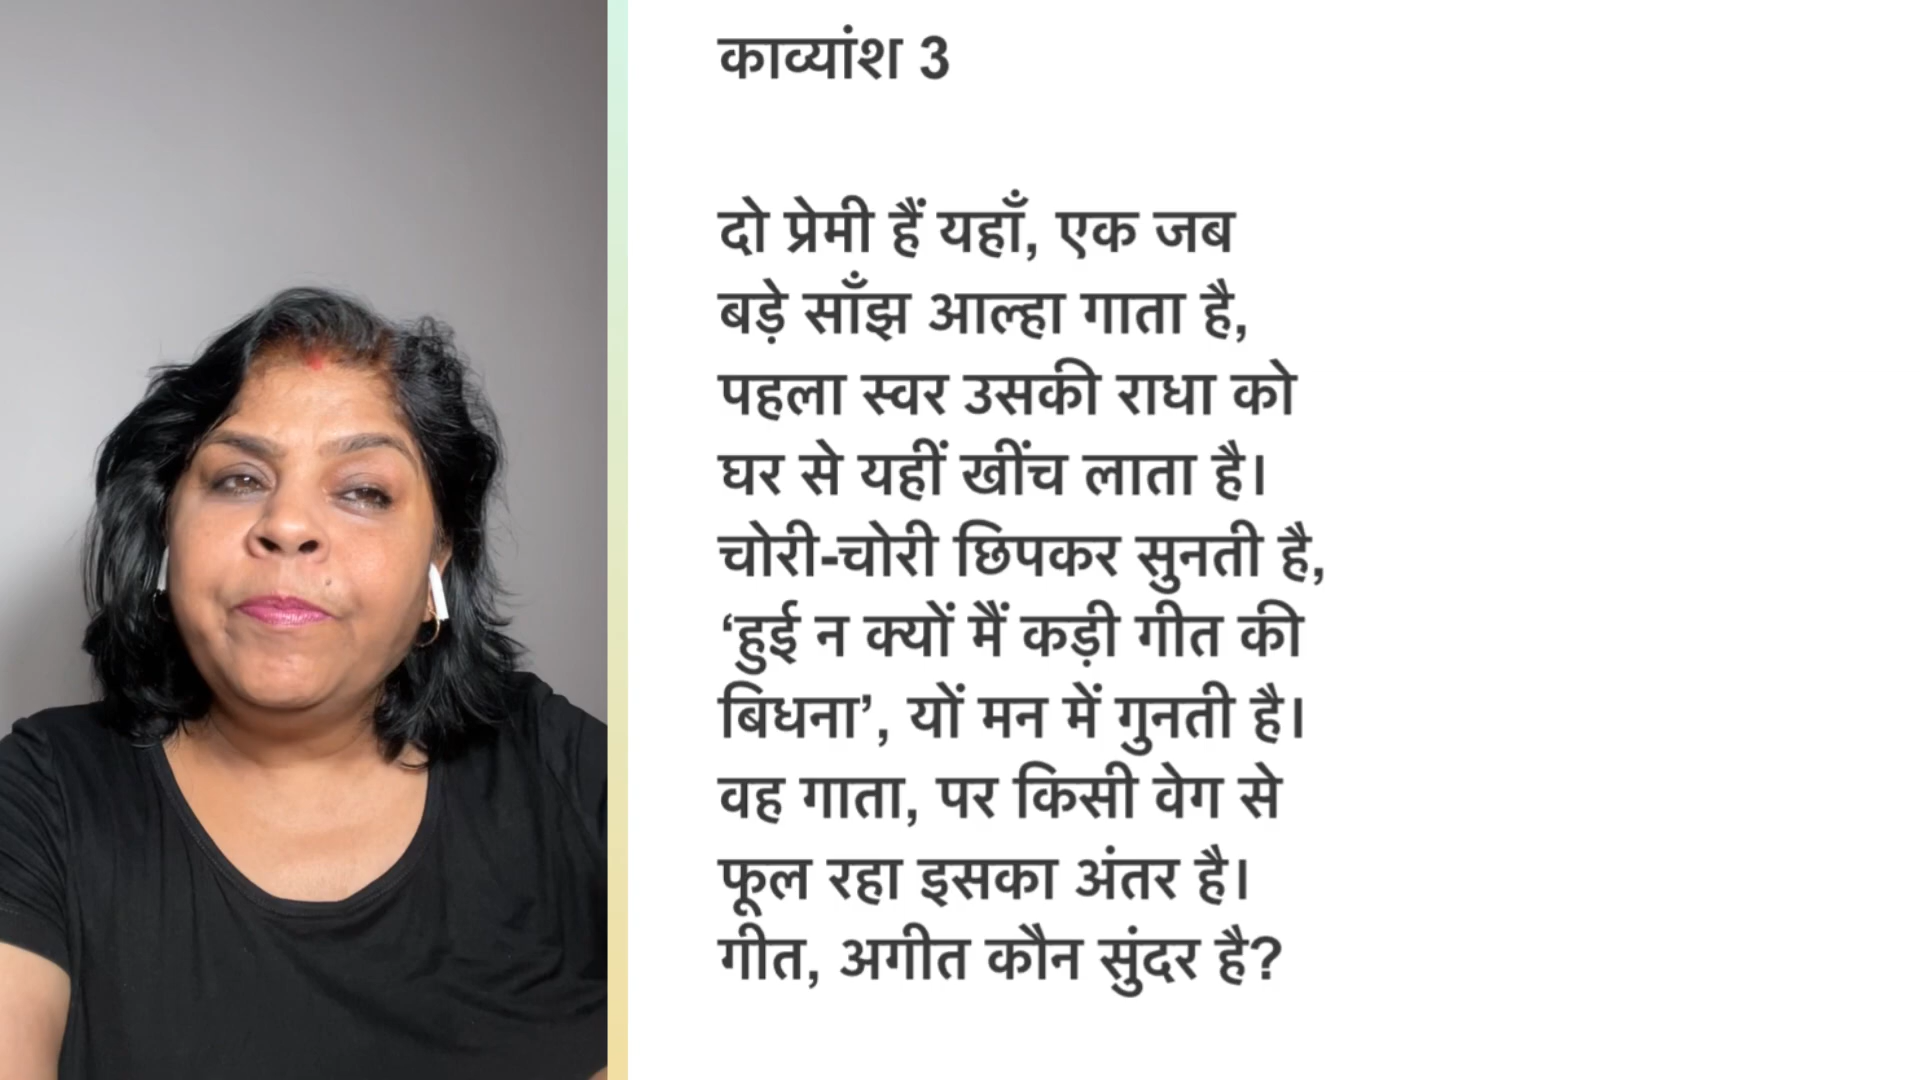 काव्यांश 3
दो प्रेमी हैं यहाँ, एक जब
बड़े साँझ आल्हा गाता है,
पहला स्वर उसकी राधा को
घर से यहीं खींच लाता है।
चोरी-चोरी छिपकर सुनती है,
‘हुई न क्यों मैं कड़ी गीत की
बिधना’, यों मन में गुनती है।
वह गाता, पर किसी वेग से
फूल रहा इसका अंतर है।
गीत, अगीत कौन सुंदर है?